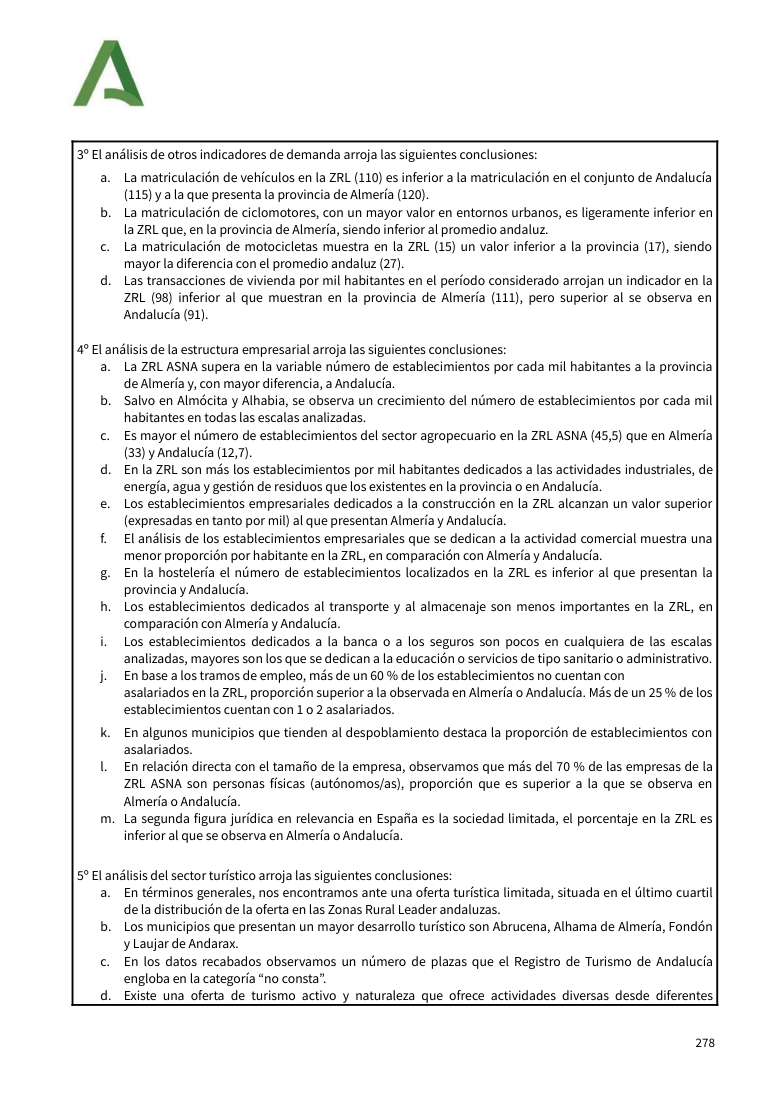 3º El análisis de otros indicadores de demanda arroja las siguientes conclusiones:
a. La matriculación de vehículos en la ZRL (110) es inferior a la matriculación en el conjunto de Andalucía
(115) y a la que presenta la provincia de Almería (120).
b. La matriculación de ciclomotores, con un mayor valor en entornos urbanos, es ligeramente inferior en
la ZRL que, en la provincia de Almería, siendo inferior al promedio andaluz.
c. La matriculación de motocicletas muestra en la ZRL (15) un valor inferior a la provincia (17), siendo
mayor la diferencia con el promedio andaluz (27).
d. Las transacciones de vivienda por mil habitantes en el período considerado arrojan un indicador en la
ZRL (98) inferior al que muestran en la provincia de Almería (111), pero superior al se observa en
Andalucía (91).
4º El análisis de la estructura empresarial arroja las siguientes conclusiones:
a. La ZRL ASNA supera en la variable número de establecimientos por cada mil habitantes a la provincia
de Almería y, con mayor diferencia, a Andalucía.
b. Salvo en Almócita y Alhabia, se observa un crecimiento del número de establecimientos por cada mil
habitantes en todas las escalas analizadas.
c. Es mayor el número de establecimientos del sector agropecuario en la ZRL ASNA (45,5) que en Almería
(33) y Andalucía (12,7).
d. En la ZRL son más los establecimientos por mil habitantes dedicados a las actividades industriales, de
energía, agua y gestión de residuos que los existentes en la provincia o en Andalucía.
e. Los establecimientos empresariales dedicados a la construcción en la ZRL alcanzan un valor superior
(expresadas en tanto por mil) al que presentan Almería y Andalucía.
f. El análisis de los establecimientos empresariales que se dedican a la actividad comercial muestra una
menor proporción por habitante en la ZRL, en comparación con Almería y Andalucía.
g. En la hostelería el número de establecimientos localizados en la ZRL es inferior al que presentan la
provincia y Andalucía.
h. Los establecimientos dedicados al transporte y al almacenaje son menos importantes en la ZRL, en
comparación con Almería y Andalucía.
i. Los establecimientos dedicados a la banca o a los seguros son pocos en cualquiera de las escalas
analizadas, mayores son los que se dedican a la educación o servicios de tipo sanitario o administrativo.
j. En base a los tramos de empleo, más de un 60 % de los establecimientos no cuentan con
asalariados en la ZRL, proporción superior a la observada en Almería o Andalucía. Más de un 25 % de los
establecimientos cuentan con 1 o 2 asalariados.
k. En algunos municipios que tienden al despoblamiento destaca la proporción de establecimientos con
asalariados.
l. En relación directa con el tamaño de la empresa, observamos que más del 70 % de las empresas de la
ZRL ASNA son personas físicas (autónomos/as), proporción que es superior a la que se observa en
Almería o Andalucía.
m. La segunda figura jurídica en relevancia en España es la sociedad limitada, el porcentaje en la ZRL es
inferior al que se observa en Almería o Andalucía.
5º El análisis del sector turístico arroja las siguientes conclusiones:
a. En términos generales, nos encontramos ante una oferta turística limitada, situada en el último cuartil
de la distribución de la oferta en las Zonas Rural Leader andaluzas.
b. Los municipios que presentan un mayor desarrollo turístico son Abrucena, Alhama de Almería, Fondón
y Laujar de Andarax.
c. En los datos recabados observamos un número de plazas que el Registro de Turismo de Andalucía
engloba en la categoría “no consta”.
d. Existe una oferta de turismo activo y naturaleza que ofrece actividades diversas desde diferentes
278